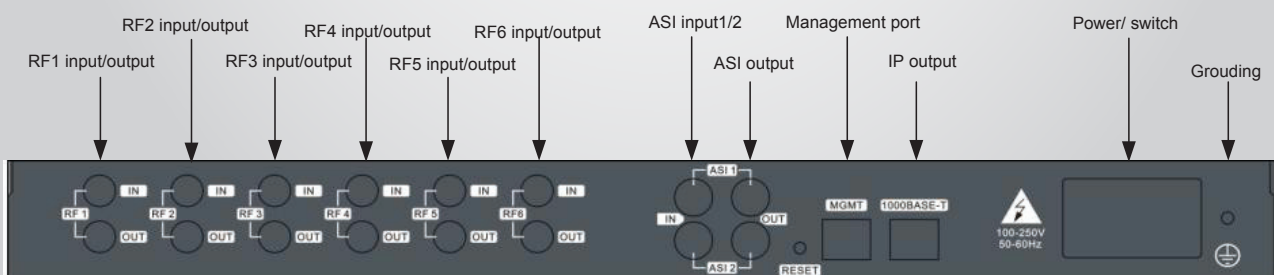 RF2 input/output
RF4 input/output
RF6 input/output
ASI input1/2
Management port
Power/ switch
RF1 input/output
RF3 input/output
RF5 input/output
ASI output
IP output
Grounding
RF 1
IN
OUT
RF 2
IN
OUT
RF 3
IN
OUT
RF 4
IN
OUT
RF 5
IN
OUT
RF6
IN
OUT
ASI 1
IN
OUT
ASI 2
RESET
MGMT
1000BASE-T
100-250V
50-60Hz